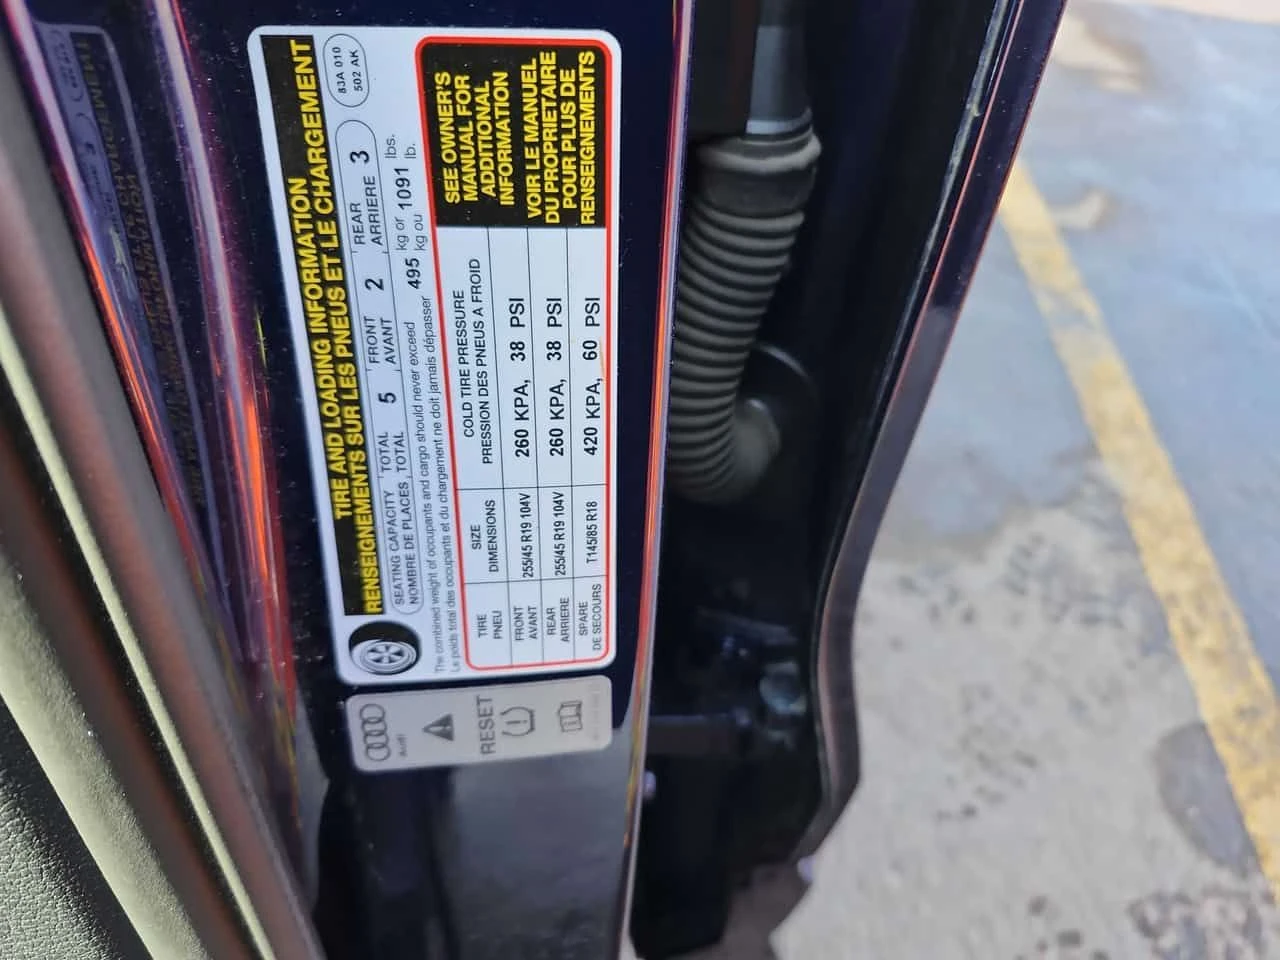 TIRE AND LOADING INFORMATION
RENSEIGNEMENTS SUR LES PNEUS ET LE CHARGEMENT
83A 010
502 AK
SEATING CAPACITY TOTAL 5 FRONT 2 REAR 3
NOMBRE DE PLACES TOTAL AVANT ARRIERE
The combined weight of occupants and cargo should never exceed 495 kg or 1091 lbs.
Le poids total des occupants et du chargement ne doit jamais dépasser kg ou lb.
TIRE SIZE COLD TIRE PRESSURE
PNEU DIMENSIONS PRESSION DES PNEUS A FROID
FRONT 255/45 R19 104V 260 KPA, 38 PSI
AVANT
REAR 255/45 R19 104V 260 KPA, 38 PSI
ARRIERE
SPARE T145/85 R18 420 KPA, 60 PSI
DE SECOURS
SEE OWNER'S
MANUAL FOR
ADDITIONAL
INFORMATION
VOIR LE MANUEL
DU PROPRIETAIRE
POUR PLUS DE
RENSEIGNEMENTS
Audi
RESET